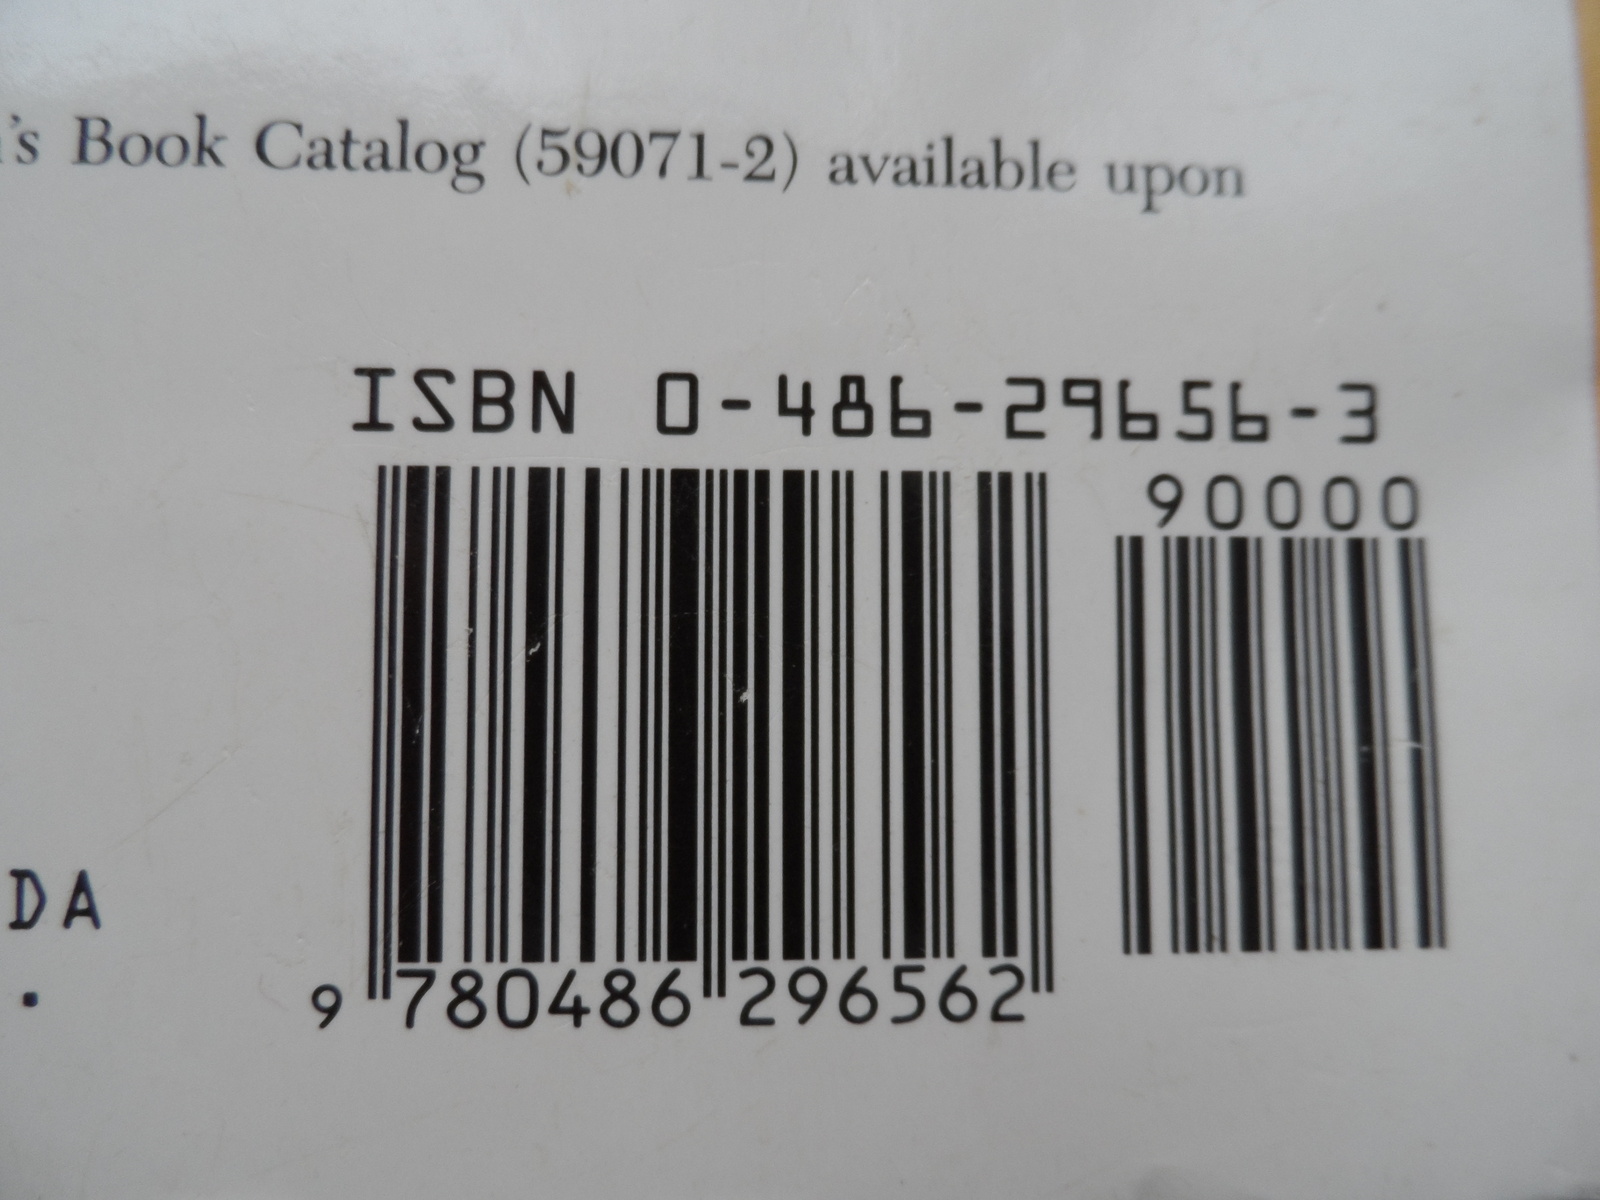 's Book Catalog (59071-2) available upon
ISBN 0-486-29656-3
90000
DA
.
9 780486 296562